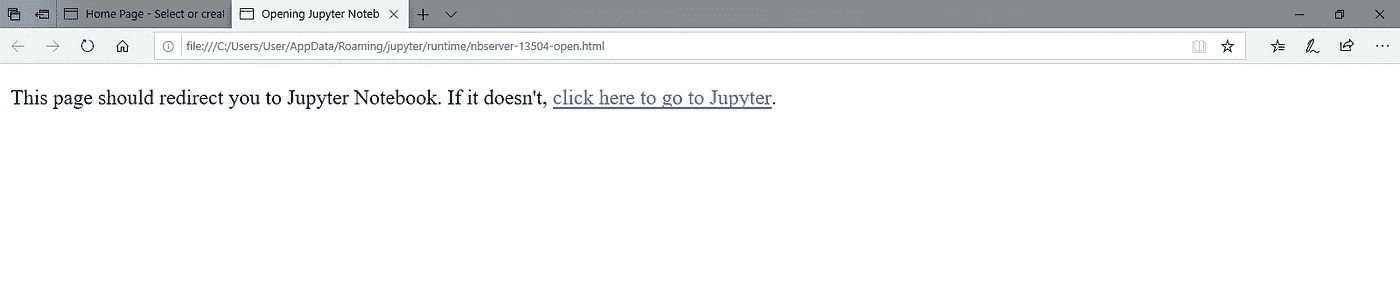 Home Page - Select or creat
Opening Jupyter Noteb
file:///C:/Users/User/AppData/Roaming/jupyter/runtime/nbserver-13504-open.html
This page should redirect you to Jupyter Notebook. If it doesn't, click here to go to Jupyter.